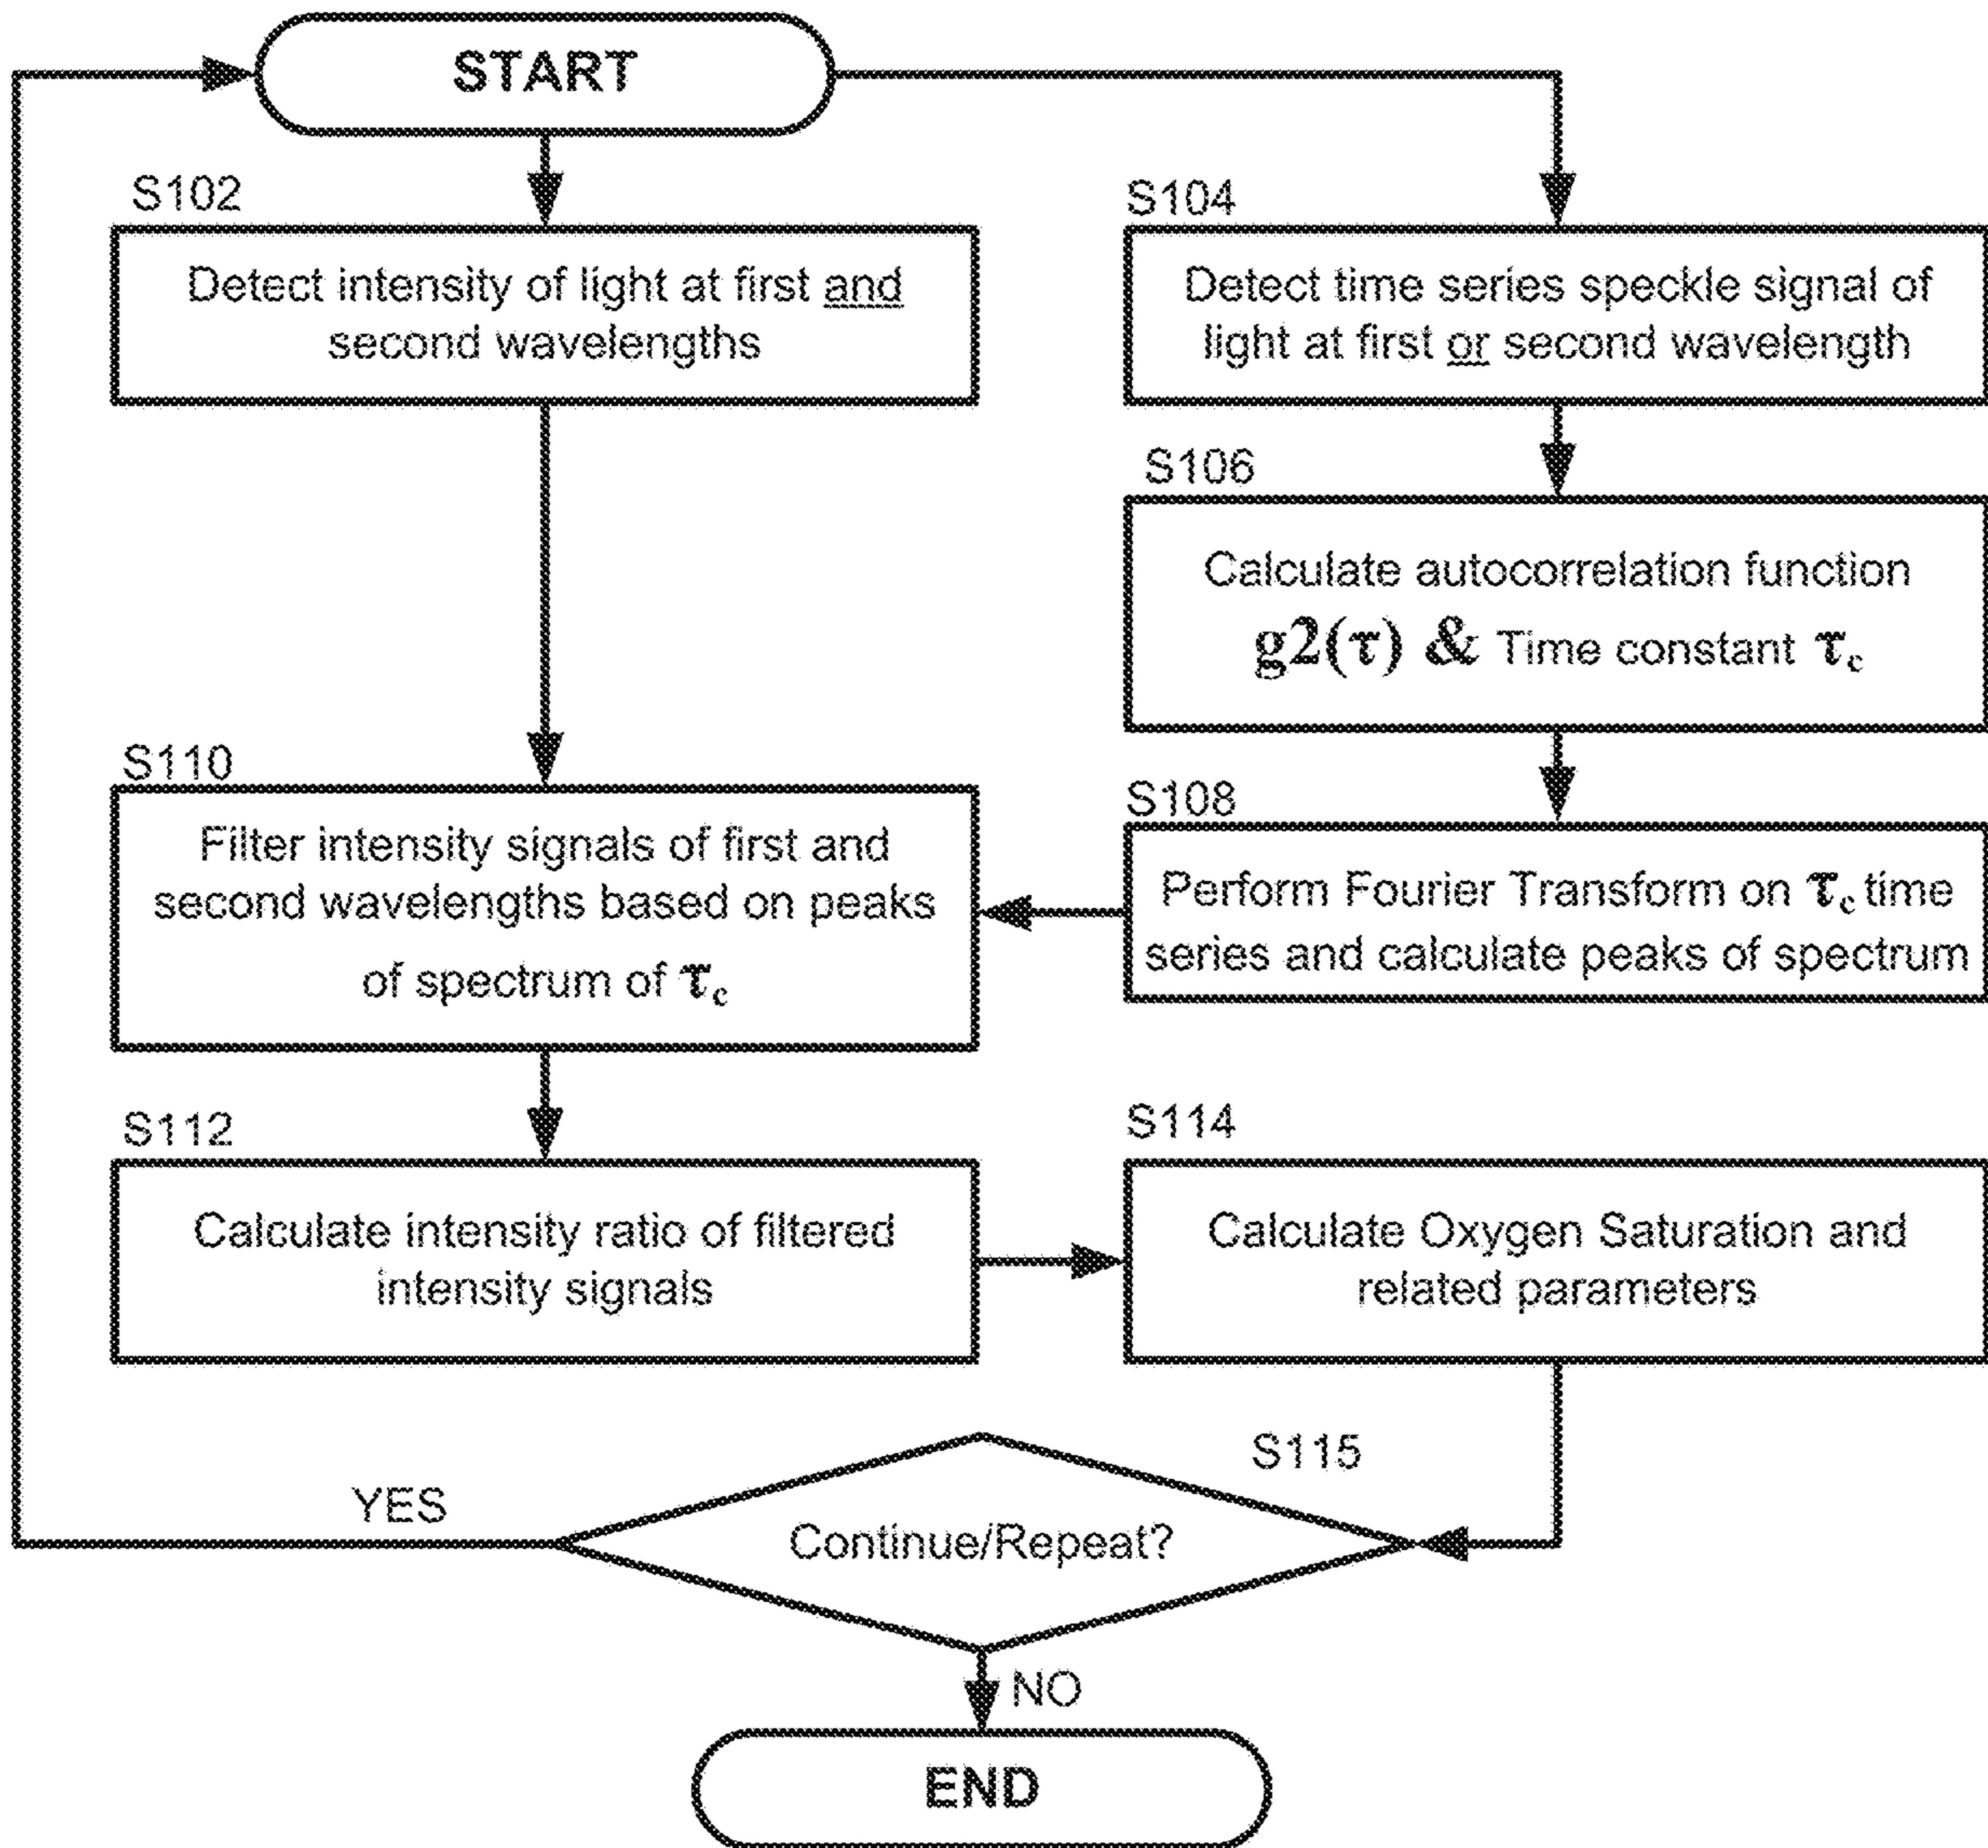 START
S102
Detect intensity of light at first and
second wavelengths
S104
Detect time series speckle signal of
light at first or second wavelength
S106
Calculate autocorrelation function
g2(τ) & Time constant τc
S110
Filter intensity signals of first and
second wavelengths based on peaks
of spectrum of τc
S108
Perform Fourier Transform on τc time
series and calculate peaks of spectrum
S112
Calculate intensity ratio of filtered
intensity signals
S114
Calculate Oxygen Saturation and
related parameters
S115
YES
Continue/Repeat?
NO
END